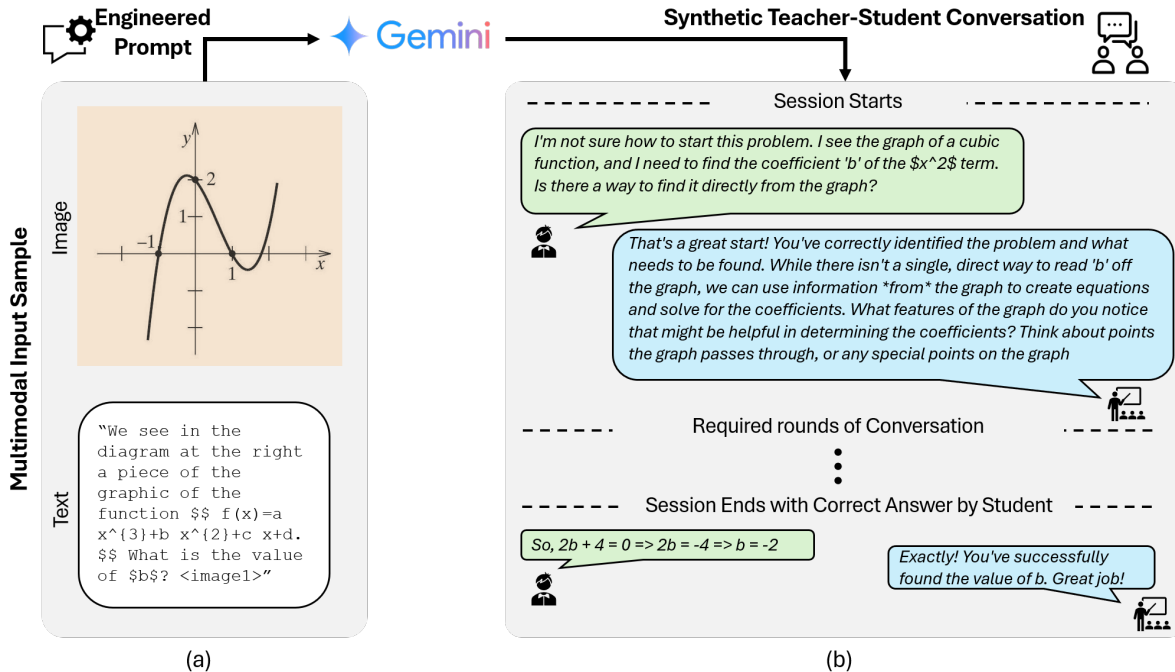 Engineered
Prompt
Gemini
Synthetic Teacher-Student Conversation
Multimodal Input Sample
Image
y
2
1
−1
1
x
Text
"We see in the
diagram at the right
a piece of the
graphic of the
function $$ f(x)=a
x^{3}+b x^{2}+c x+d.
$$ What is the value
of $b$? <image1>"
(a)
Session Starts
I'm not sure how to start this problem. I see the graph of a cubic
function, and I need to find the coefficient 'b' of the $x^2$ term.
Is there a way to find it directly from the graph?
That's a great start! You've correctly identified the problem and what
needs to be found. While there isn't a single, direct way to read 'b' off
the graph, we can use information *from* the graph to create equations
and solve for the coefficients. What features of the graph do you notice
that might be helpful in determining the coefficients? Think about points
the graph passes through, or any special points on the graph
Required rounds of Conversation
Session Ends with Correct Answer by Student
So, 2b + 4 = 0 => 2b = -4 => b = -2
Exactly! You've successfully
found the value of b. Great job!
(b)